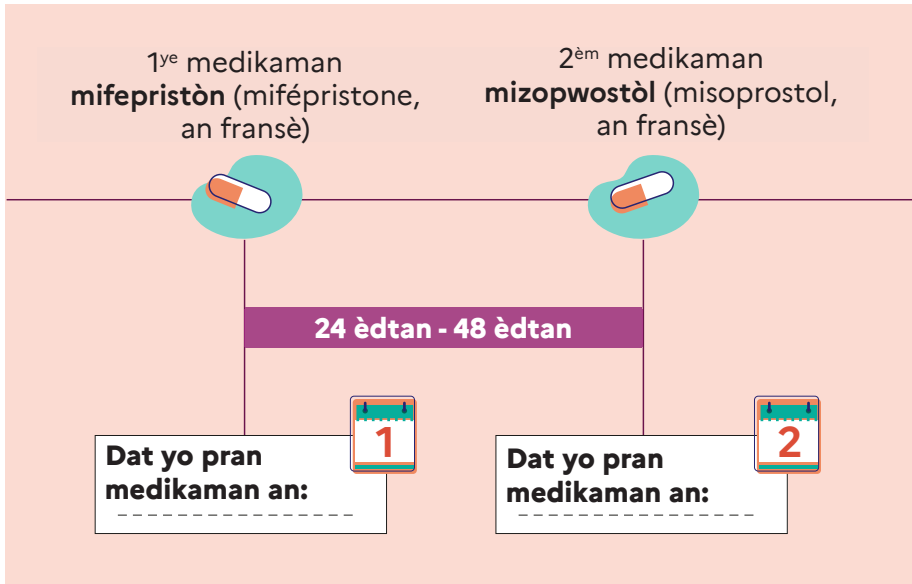 1ye medikaman
mifepristòn (mifépristone,
an fransè)
2èm medikaman
mizopwostòl (misoprostol,
an fransè)
24 èdtan - 48 èdtan
1
Dat yo pran
medikaman an:
2
Dat yo pran
medikaman an: